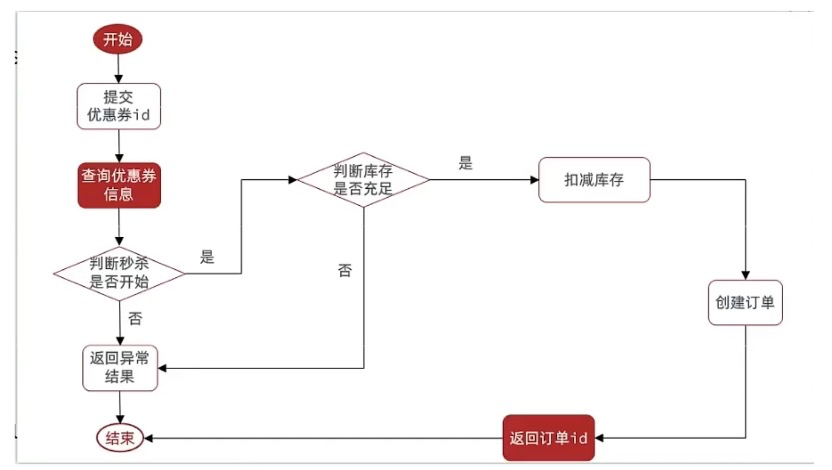 开始
提交
优惠券id
查询优惠券
信息
判断秒杀
是否开始
是
否
判断库存
是否充足
是
否
扣减库存
创建订单
返回异常
结果
返回订单id
结束